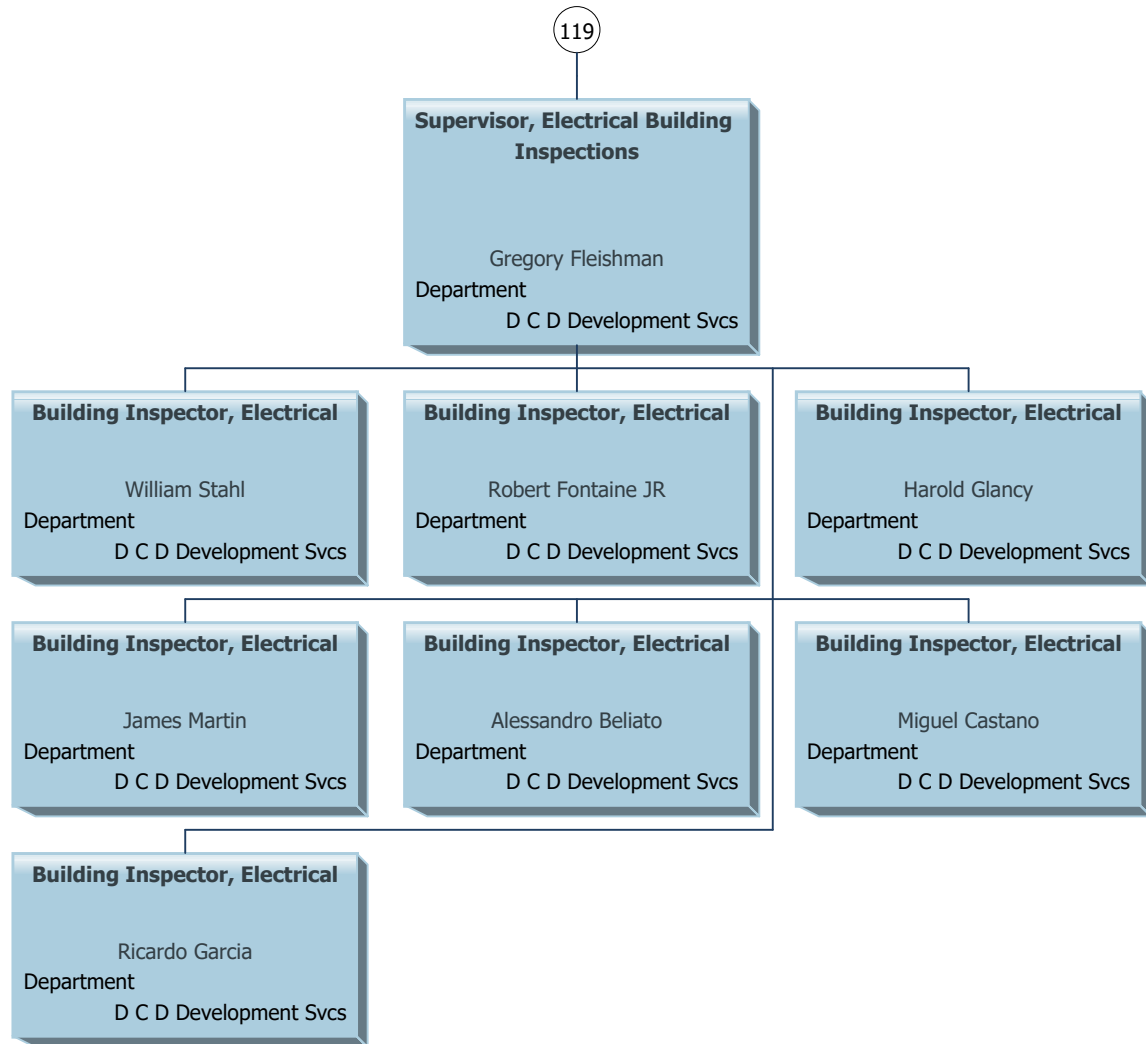 119
Supervisor, Electrical Building
Inspections
Gregory Fleishman
Department
D C D Development Svcs
Building Inspector, Electrical
William Stahl
Department
D C D Development Svcs
Building Inspector, Electrical
Robert Fontaine JR
Department
D C D Development Svcs
Building Inspector, Electrical
Harold Glancy
Department
D C D Development Svcs
Building Inspector, Electrical
James Martin
Department
D C D Development Svcs
Building Inspector, Electrical
Alessandro Beliato
Department
D C D Development Svcs
Building Inspector, Electrical
Miguel Castano
Department
D C D Development Svcs
Building Inspector, Electrical
Ricardo Garcia
Department
D C D Development Svcs